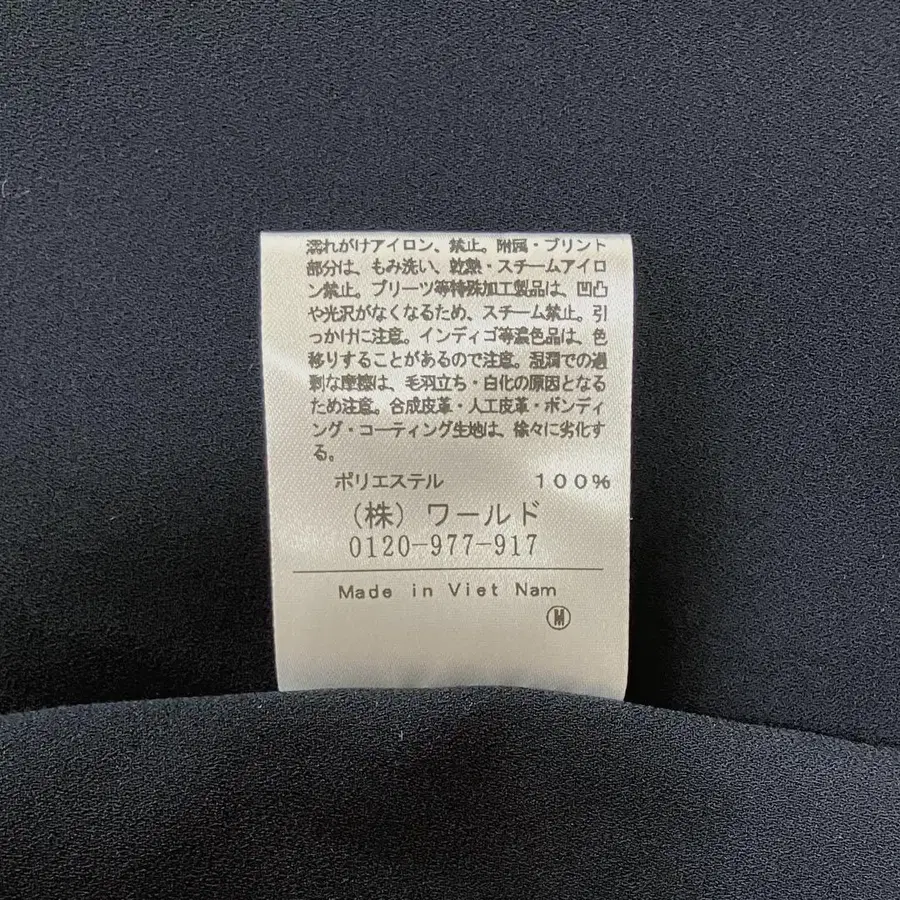 濡れがけアイロン、禁止。附属・プリント
部分は、もみ洗い、乾熱・スチームアイロ
ン禁止。プリーツ等特殊加工製品は、凹凸
や光沢がなくなるため、スチーム禁止。引
っかけに注意。インディゴ等濃色品は、色
移りすることがあるので注意。湿潤での過
剰な摩擦は、毛羽立ち・白化の原因となる
ため注意。合成皮革・人工皮革・ボンディ
ング・コーティング生地は、徐々に劣化す
る。
ポリエステル 100%
(株)ワールド
0120-977-917
Made in Viet Nam
Ⓜ